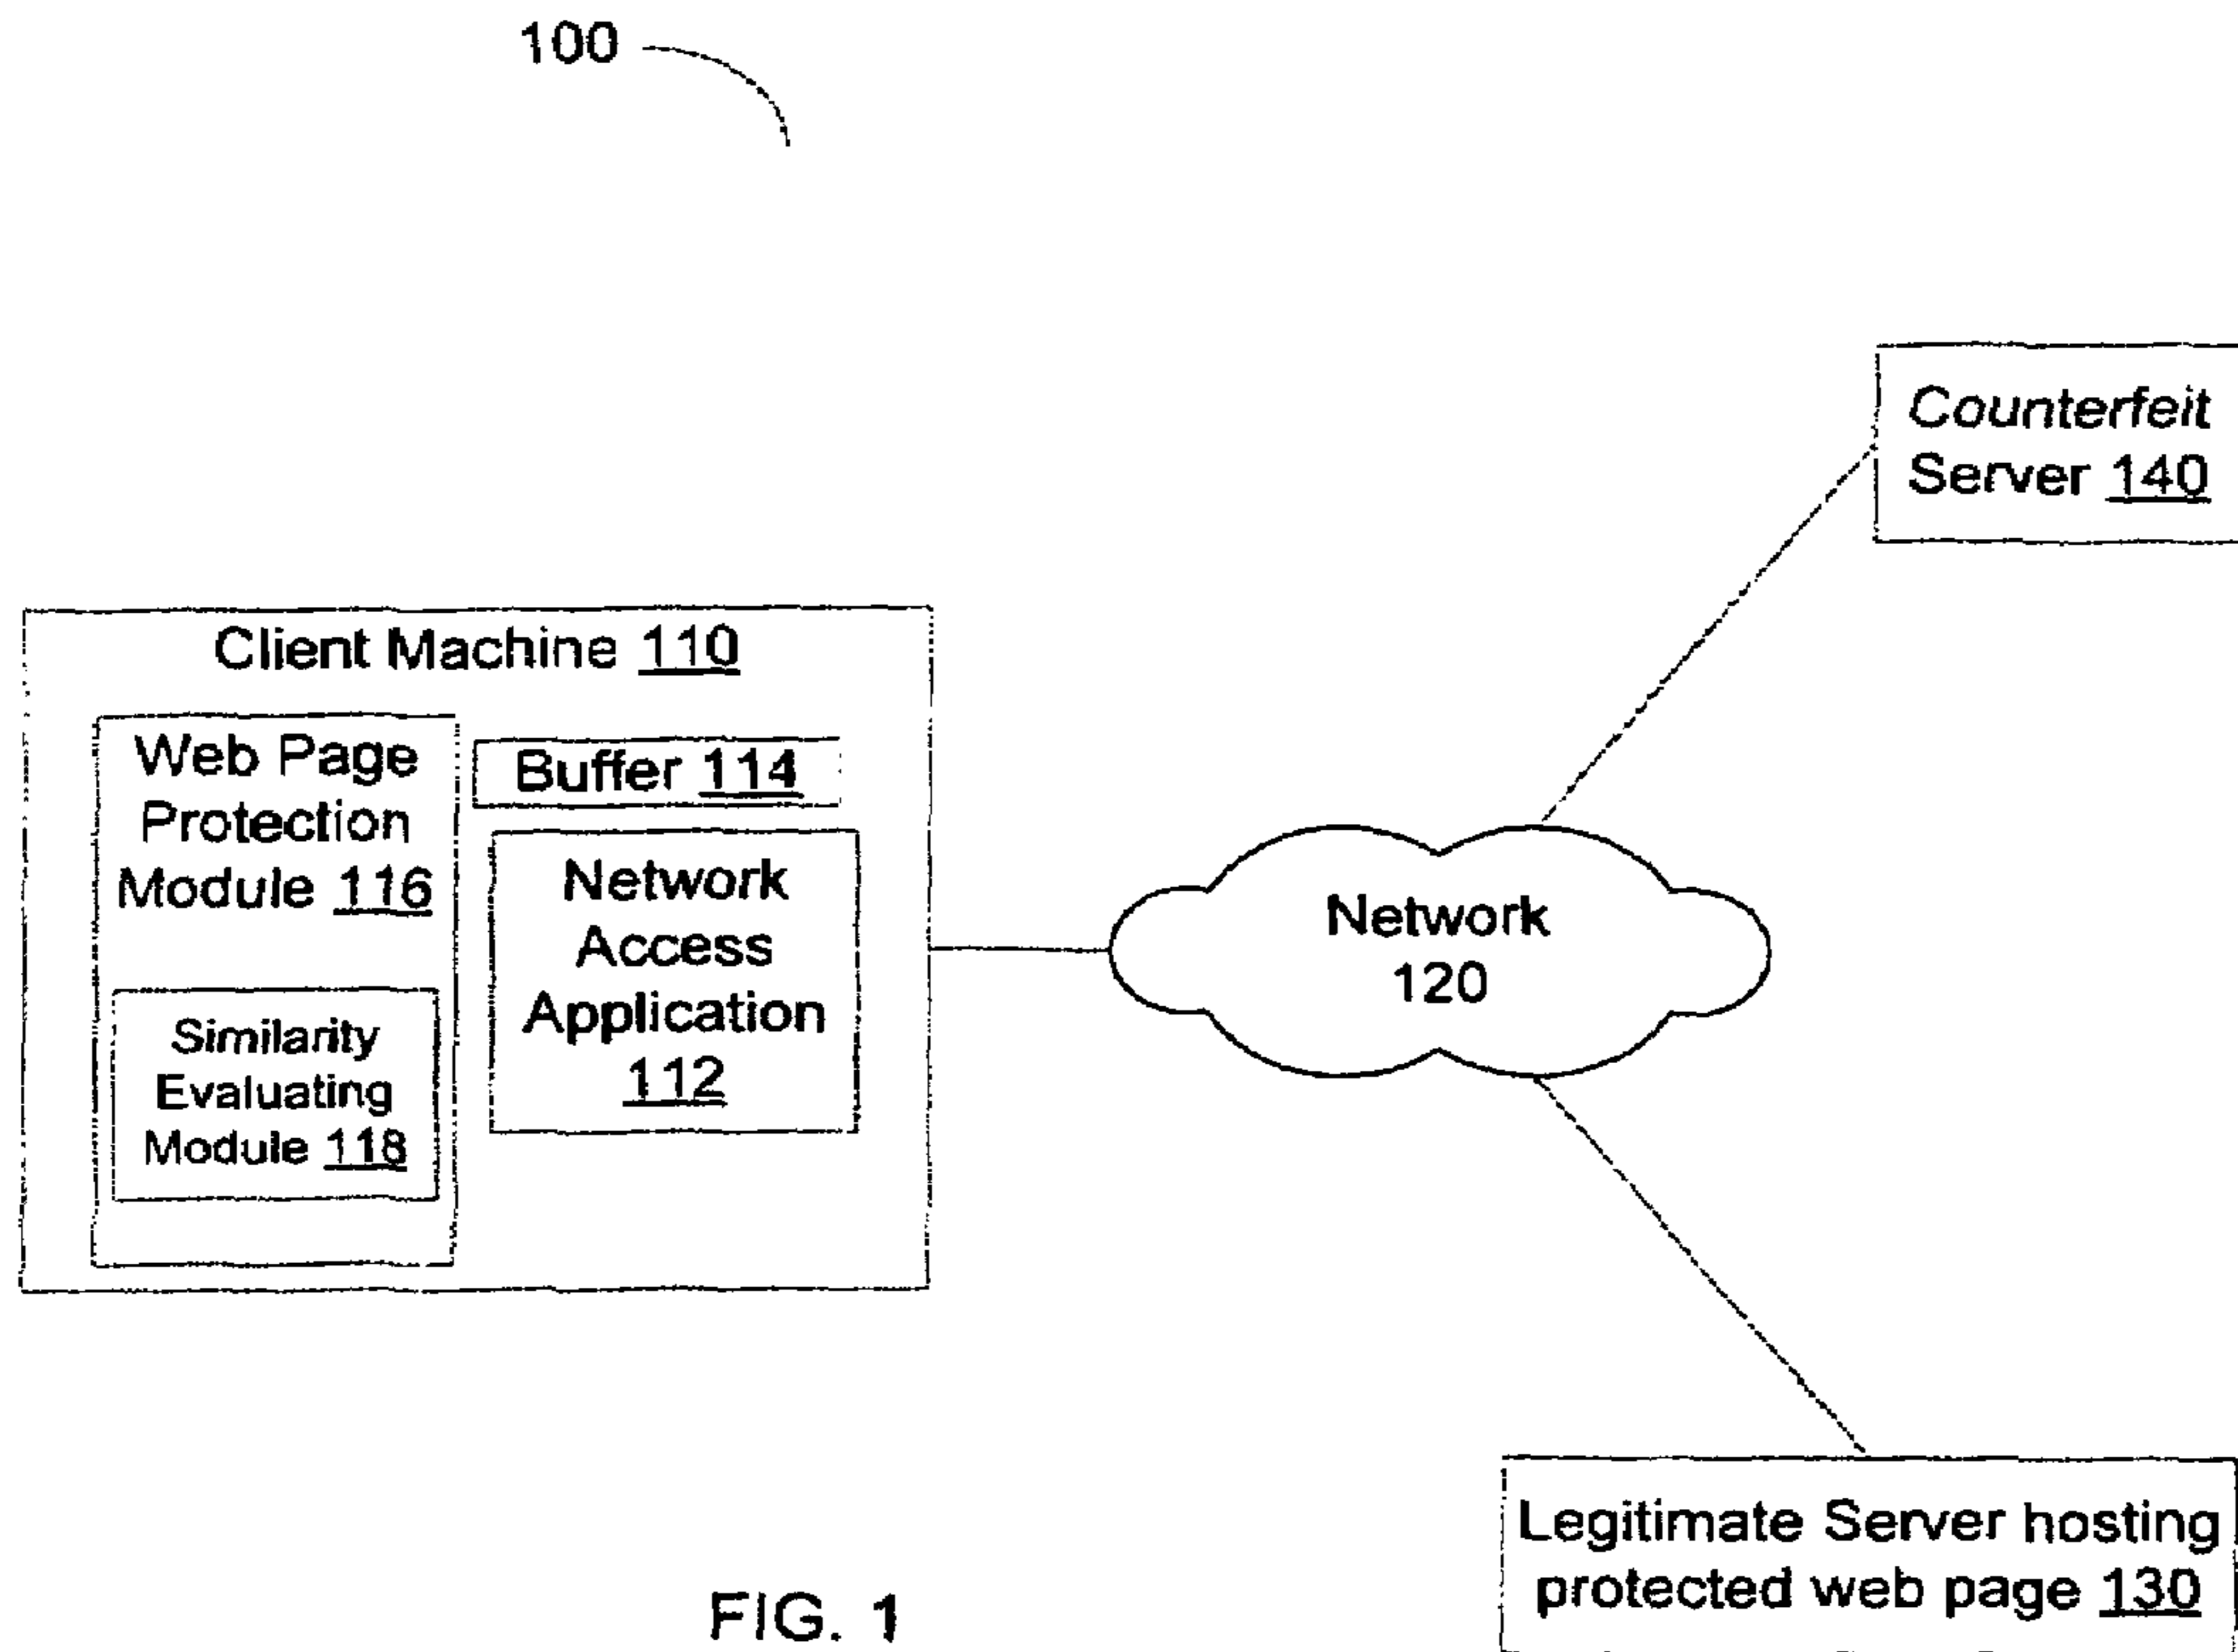 100
Counterfeit
Server 140
Client Machine 110
Web Page
Protection
Module 116
Buffer 114
Network
Access
Application
112
Similarity
Evaluating
Module 118
Network
120
Legitimate Server hosting
protected web page 130
FIG. 1